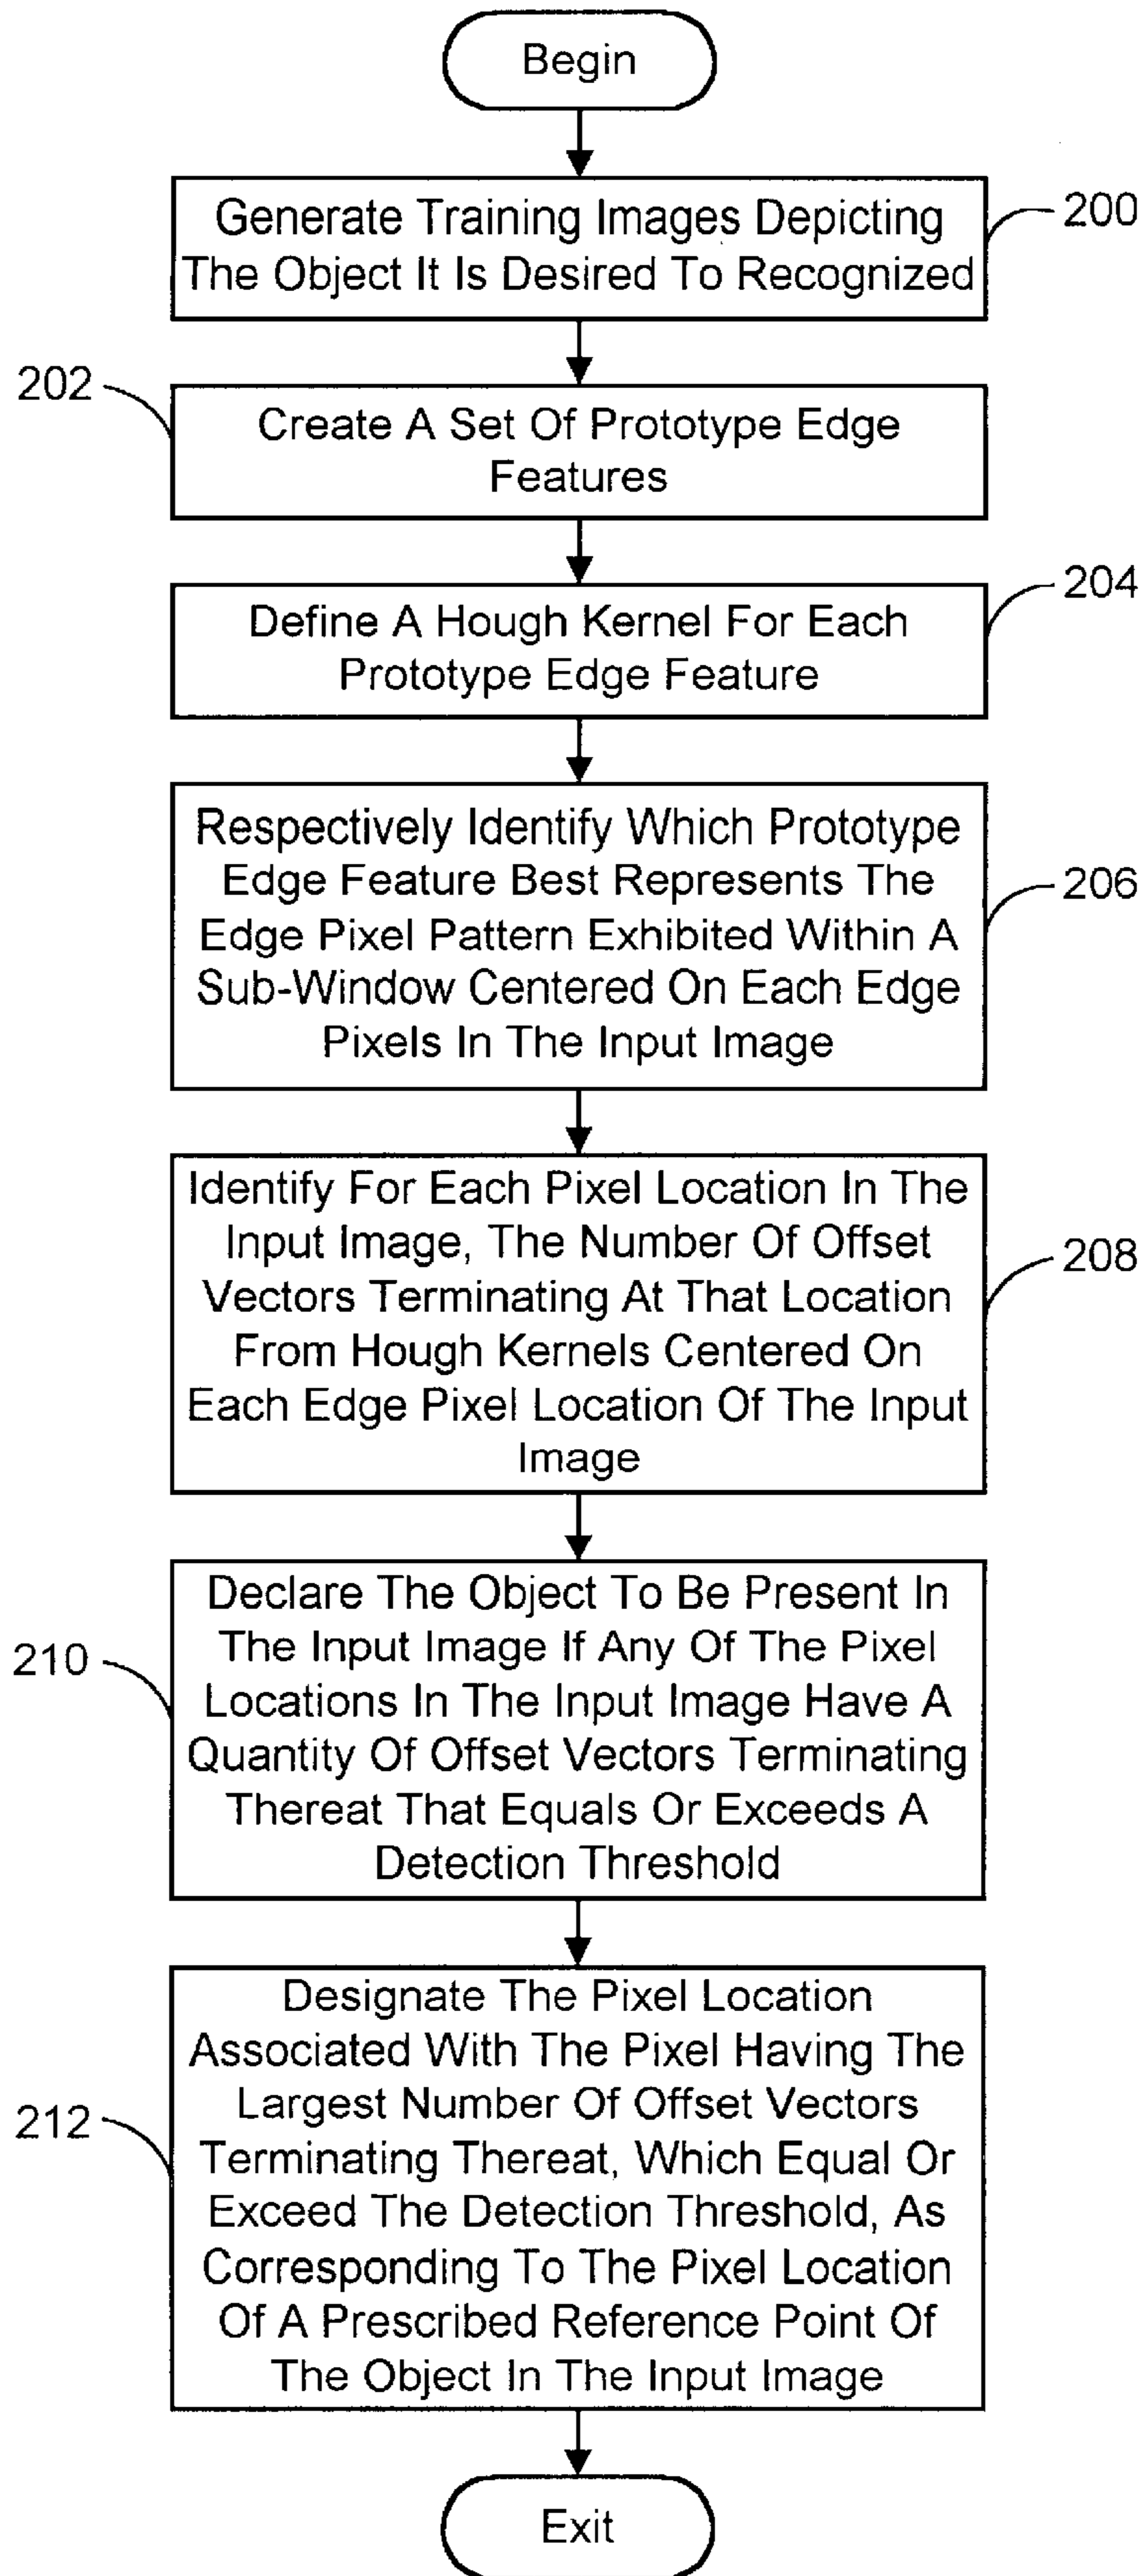 Begin
Generate Training Images Depicting
The Object It Is Desired To Recognized
200
202
Create A Set Of Prototype Edge
Features
204
Define A Hough Kernel For Each
Prototype Edge Feature
Respectively Identify Which Prototype
Edge Feature Best Represents The
Edge Pixel Pattern Exhibited Within A
Sub-Window Centered On Each Edge
Pixels In The Input Image
206
Identify For Each Pixel Location In The
Input Image, The Number Of Offset
Vectors Terminating At That Location
From Hough Kernels Centered On
Each Edge Pixel Location Of The Input
Image
208
210
Declare The Object To Be Present In
The Input Image If Any Of The Pixel
Locations In The Input Image Have A
Quantity Of Offset Vectors Terminating
Thereat That Equals Or Exceeds A
Detection Threshold
212
Designate The Pixel Location
Associated With The Pixel Having The
Largest Number Of Offset Vectors
Terminating Thereat, Which Equal Or
Exceed The Detection Threshold, As
Corresponding To The Pixel Location
Of A Prescribed Reference Point Of
The Object In The Input Image
Exit